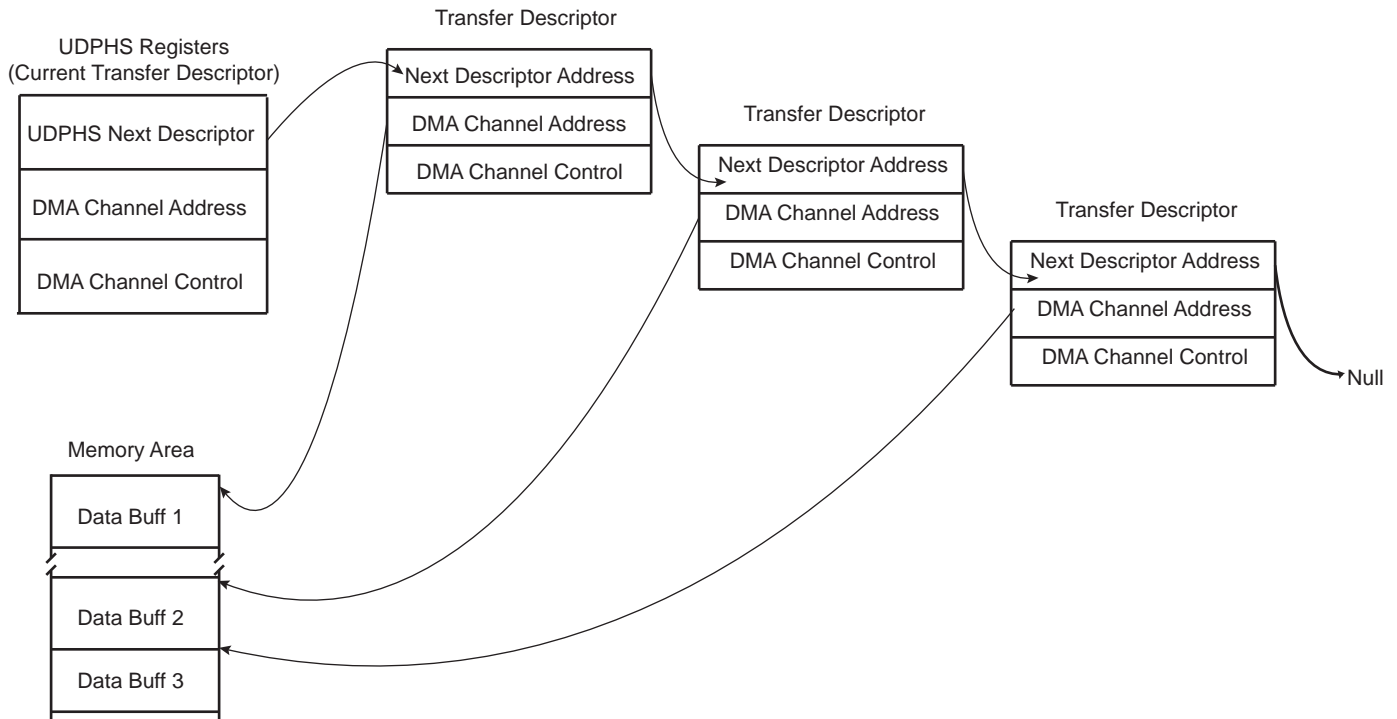 UDPHS Registers
(Current Transfer Descriptor)
UDPHS Next Descriptor
DMA Channel Address
DMA Channel Control
Transfer Descriptor
Next Descriptor Address
DMA Channel Address
DMA Channel Control
Transfer Descriptor
Next Descriptor Address
DMA Channel Address
DMA Channel Control
Transfer Descriptor
Next Descriptor Address
DMA Channel Address
DMA Channel Control
Null
Memory Area
Data Buff 1
Data Buff 2
Data Buff 3